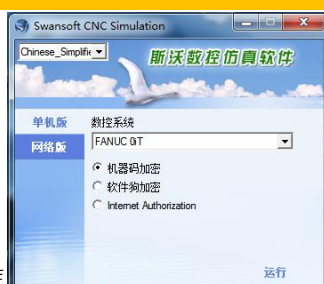 Swansoft CNC Simulation
Chinese_Simplifie
斯沃数控仿真软件
单机版
数控系统
网络版
FANUC 0iT
机器码加密
软件狗加密
Internet Authorization
运行